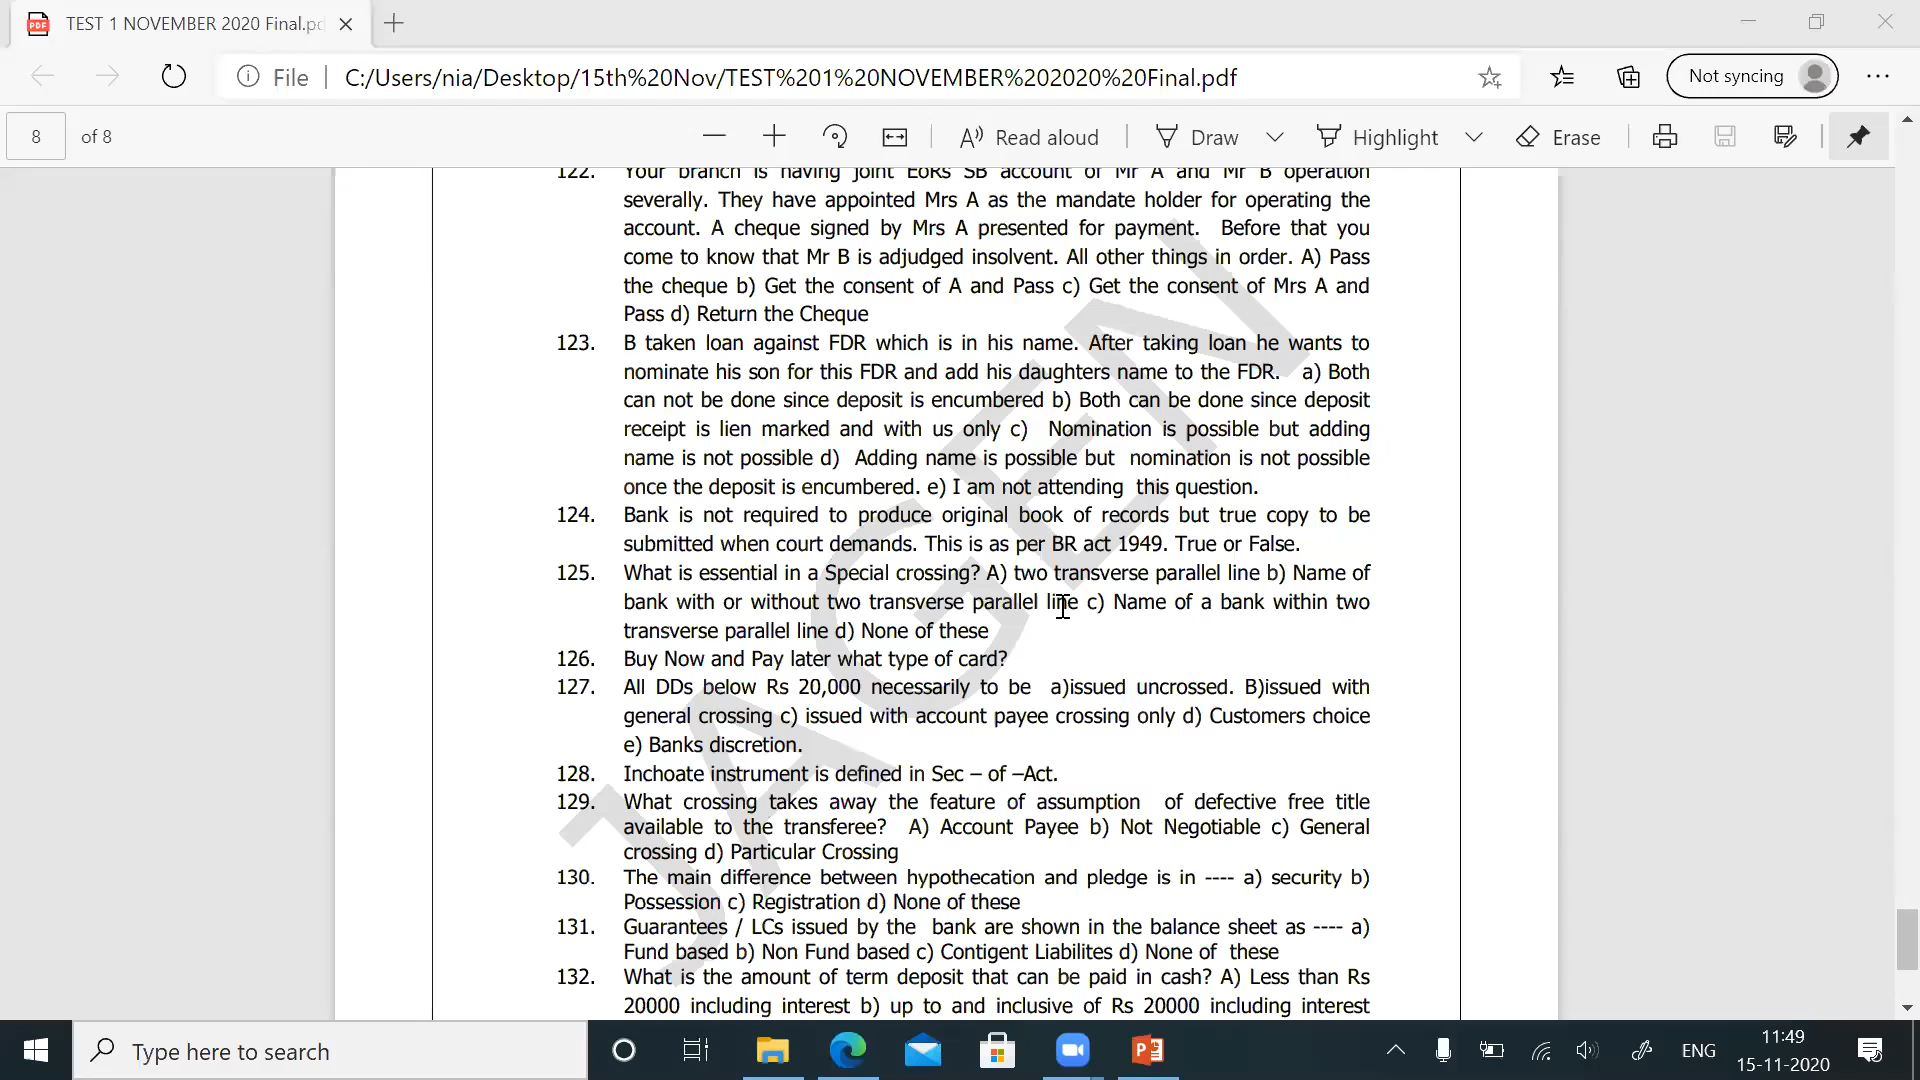 TEST 1 NOVEMBER 2020 Final.pd
File
C:/Users/nia/Desktop/15th%20Nov/TEST%201%20NOVEMBER%202020%20Final.pdf
Not syncing
8 of 8
Read aloud
Draw
Highlight
Erase
122. Your branch is having joint EoRs SB account of Mr A and Mr B operation
severally. They have appointed Mrs A as the mandate holder for operating the
account. A cheque signed by Mrs A presented for payment. Before that you
come to know that Mr B is adjudged insolvent. All other things in order. A) Pass
the cheque b) Get the consent of A and Pass c) Get the consent of Mrs A and
Pass d) Return the Cheque
123. B taken loan against FDR which is in his name. After taking loan he wants to
nominate his son for this FDR and add his daughters name to the FDR. a) Both
can not be done since deposit is encumbered b) Both can be done since deposit
receipt is lien marked and with us only c) Nomination is possible but adding
name is not possible d) Adding name is possible but nomination is not possible
once the deposit is encumbered. e) I am not attending this question.
124. Bank is not required to produce original book of records but true copy to be
submitted when court demands. This is as per BR act 1949. True or False.
125. What is essential in a Special crossing? A) two transverse parallel line b) Name of
bank with or without two transverse parallel line c) Name of a bank within two
transverse parallel line d) None of these
126. Buy Now and Pay later what type of card?
127. All DDs below Rs 20,000 necessarily to be a)issued uncrossed. B)issued with
general crossing c) issued with account payee crossing only d) Customers choice
e) Banks discretion.
128. Inchoate instrument is defined in Sec – of –Act.
129. What crossing takes away the feature of assumption of defective free title
available to the transferee? A) Account Payee b) Not Negotiable c) General
crossing d) Particular Crossing
130. The main difference between hypothecation and pledge is in ---- a) security b)
Possession c) Registration d) None of these
131. Guarantees / LCs issued by the bank are shown in the balance sheet as ---- a)
Fund based b) Non Fund based c) Contigent Liabilites d) None of these
132. What is the amount of term deposit that can be paid in cash? A) Less than Rs
20000 including interest b) up to and inclusive of Rs 20000 including interest
JAGEN
Type here to search
ENG
11:49
15-11-2020